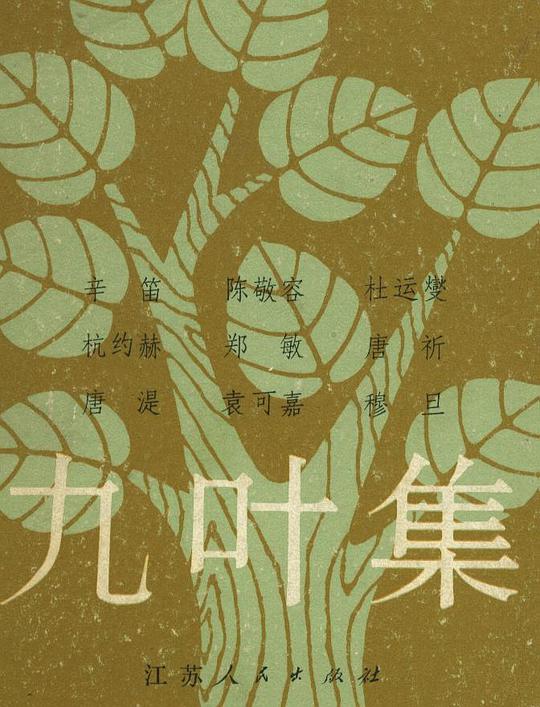 辛笛 陈敬容 杜运燮
杭约赫 郑敏 唐祈
唐湜 袁可嘉 穆旦
九叶集
江苏人民出版社